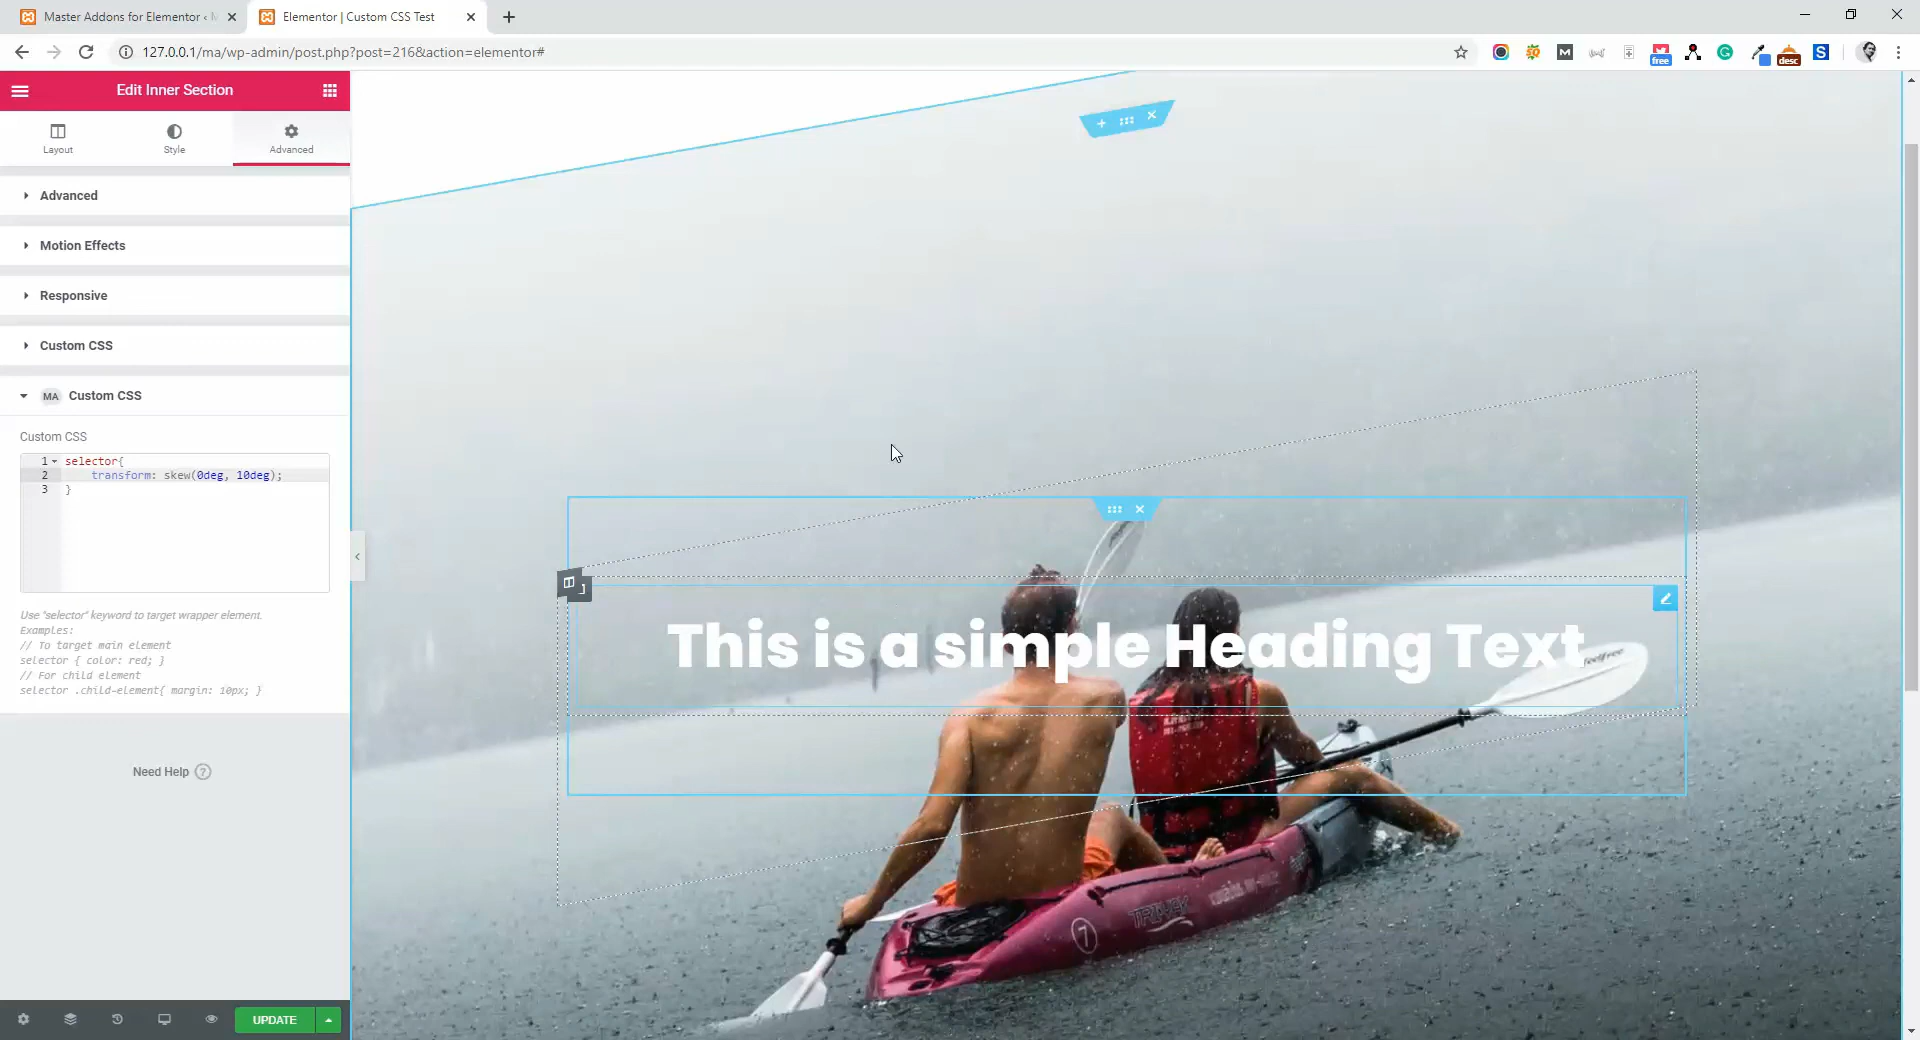 Master Addons for Elementor ‹ M
Elementor | Custom CSS Test
127.0.0.1/ma/wp-admin/post.php?post=216&action=elementor#
SQ
M
free
G
desc
S
Edit Inner Section
Layout
Style
Advanced
Advanced
Motion Effects
Responsive
Custom CSS
MA Custom CSS
Custom CSS
1 selector{
2 transform: skew(0deg, 10deg);
3 }
Use "selector" keyword to target wrapper element.
Examples:
// To target main element
selector { color: red; }
// For child element
selector .child-element{ margin: 10px; }
Need Help ?
UPDATE
This is a simple Heading Text
7